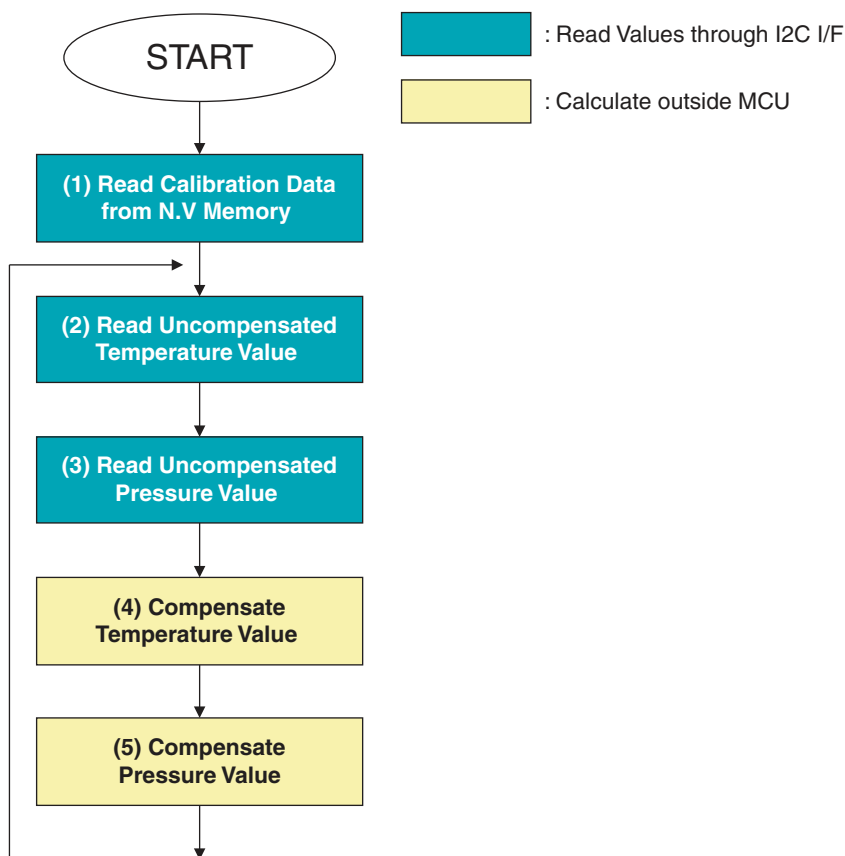 START
: Read Values through I2C I/F
: Calculate outside MCU
(1) Read Calibration Data
from N.V Memory
(2) Read Uncompensated
Temperature Value
(3) Read Uncompensated
Pressure Value
(4) Compensate
Temperature Value
(5) Compensate
Pressure Value